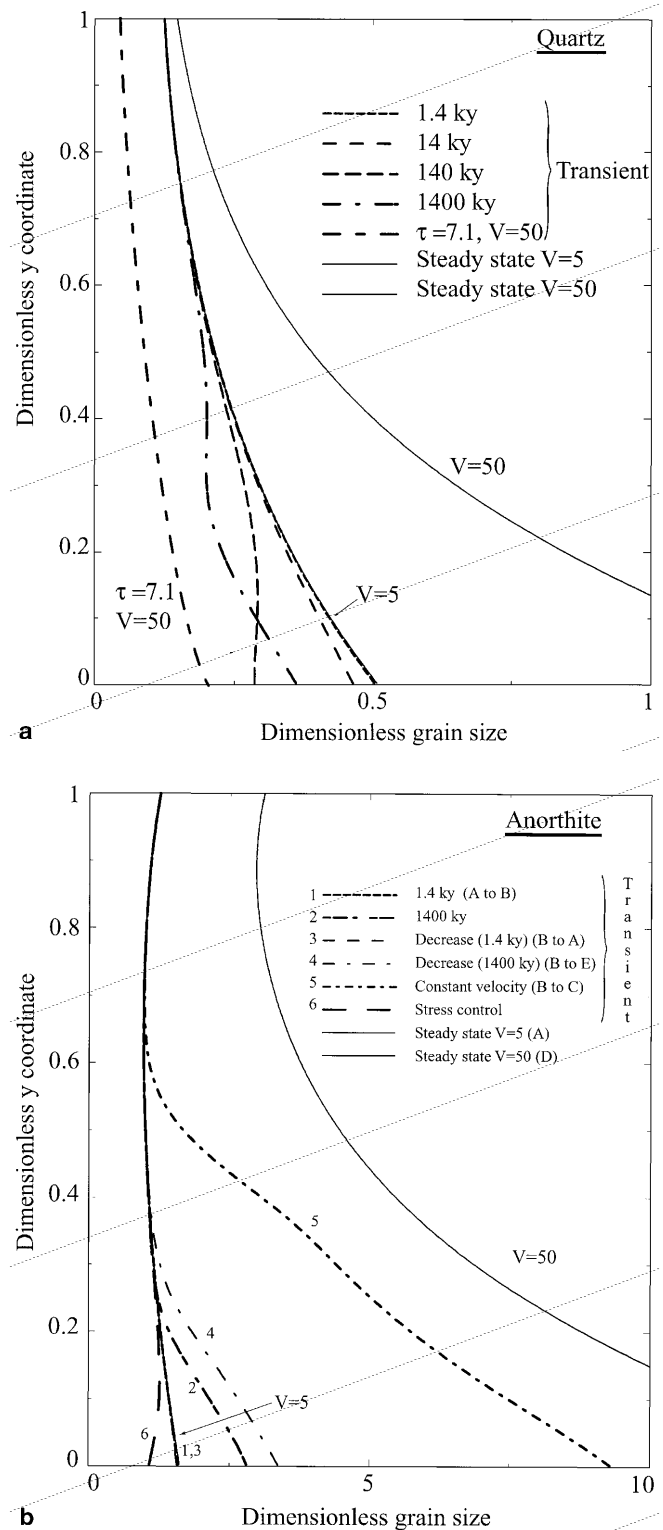 1
Quartz
1.4 ky
0.8
14 ky
140 ky
Transient
1400 ky
τ=7.1, V=50
Steady state V=5
0.6
Steady state V=50
Dimensionless y coordinate
0.4
V=50
0.2
τ=7.1
V=50
V=5
0
0
0.5
1
a
Dimensionless grain size
1
Anorthite
1 1.4 ky (A to B)
2 1400 ky
3 Decrease (1.4 ky) (B to A)
4 Decrease (1400 ky) (B to E)
5 Constant velocity (B to C)
6 Stress control
Transient
Steady state V=5 (A)
Steady state V=50 (D)
0.8
0.6
Dimensionless y coordinate
0.4
5
V=50
0.2
4
2
V=5
6
1,3
0
0
5
10
b
Dimensionless grain size